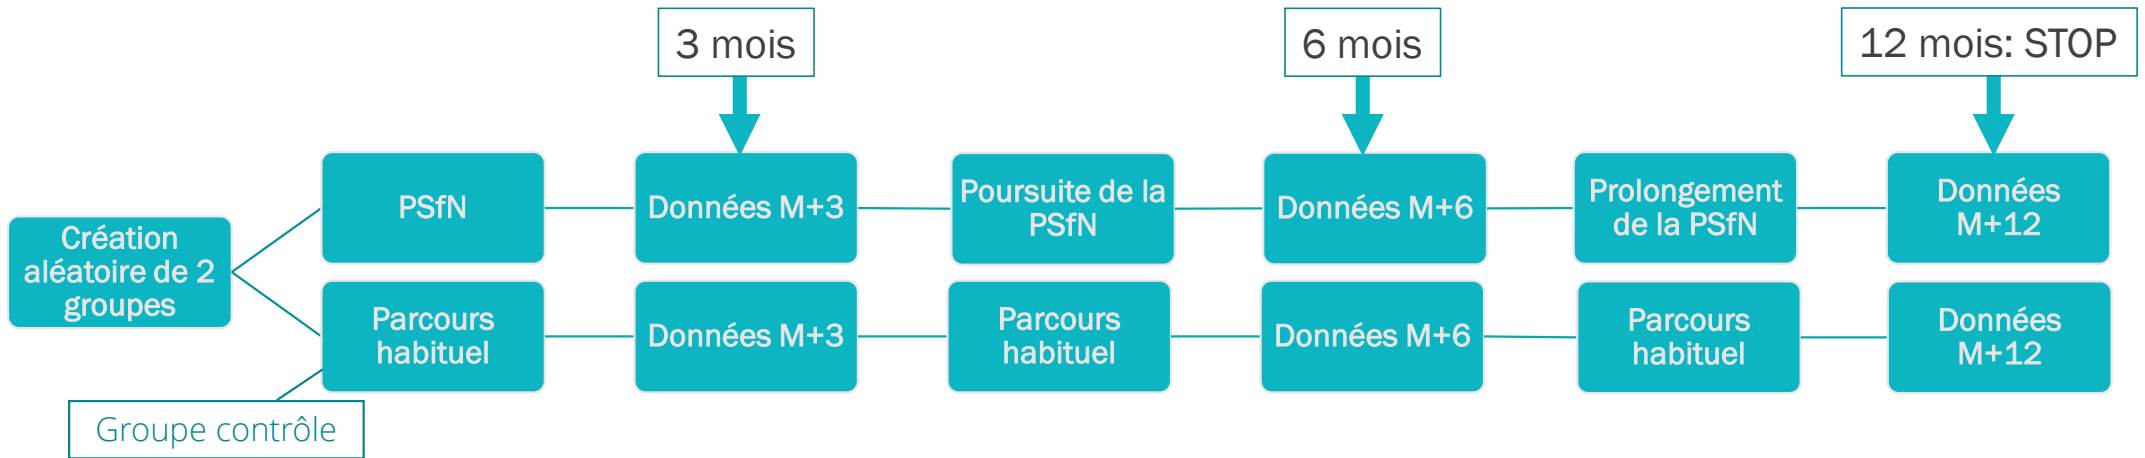 3 mois
6 mois
12 mois: STOP
Création
aléatoire de 2
groupes
PSfN
Données M+3
Poursuite de la
PSfN
Données M+6
Prolongement
de la PSfN
Données
M+12
Parcours
habituel
Données M+3
Parcours
habituel
Données M+6
Parcours
habituel
Données
M+12
Groupe contrôle